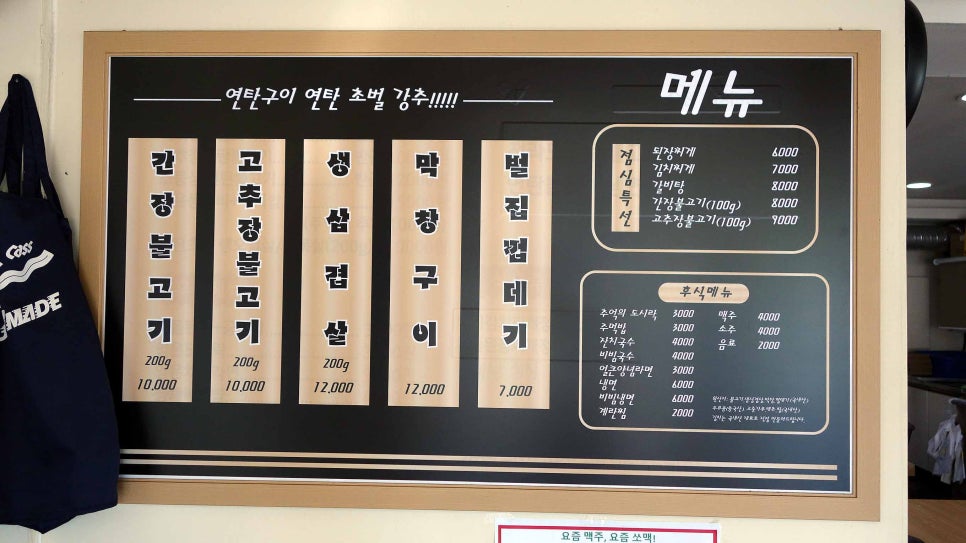 연탄구이 연탄 초벌 강추!!!!!
메뉴
간장불고기
200g
10,000
고추장불고기
200g
10,000
생삼겹살
200g
12,000
막창구이
12,000
벌집껍데기
7,000
점심특선
된장찌게 6000
김치찌게 7000
갈비탕 8000
간장불고기(100g) 8000
고추장불고기(100g) 9000
후식메뉴
추억의 도시락 3000
주먹밥 3000
잔치국수 4000
비빔국수 4000
얼큰양념라면 3000
냉면 6000
비빔냉면 6000
계란찜 2000
맥주 4000
소주 4000
음료 2000
cass
MADE
요즘 맥주, 요즘 쏘맥!